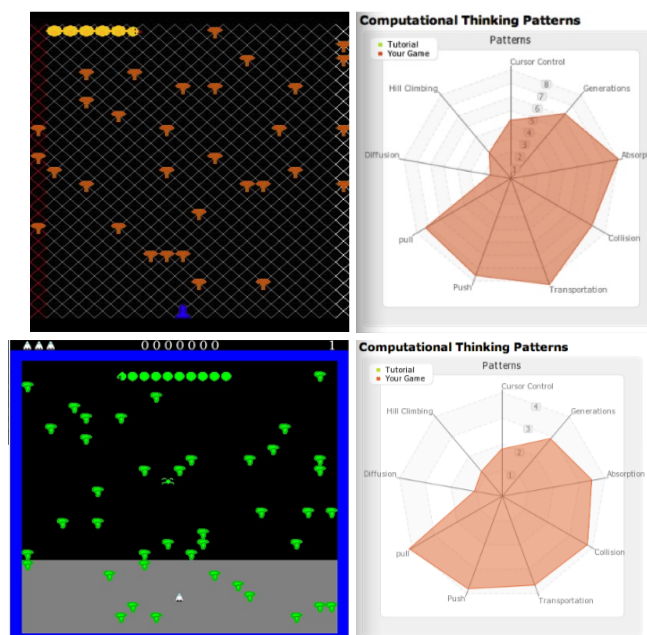 Computational Thinking Patterns
Tutorial
Your Game
Patterns
Cursor Control
Hill Climbing
Generations
8
7
6
5
4
3
2
1
Diffusion
Absorp
pull
Collision
Push
Transportation
0000000
1
Computational Thinking Patterns
Tutorial
Your Game
Patterns
Cursor Control
Hill Climbing
Generations
4
3
2
1
Diffusion
Absorption
pull
Collision
Push
Transportation